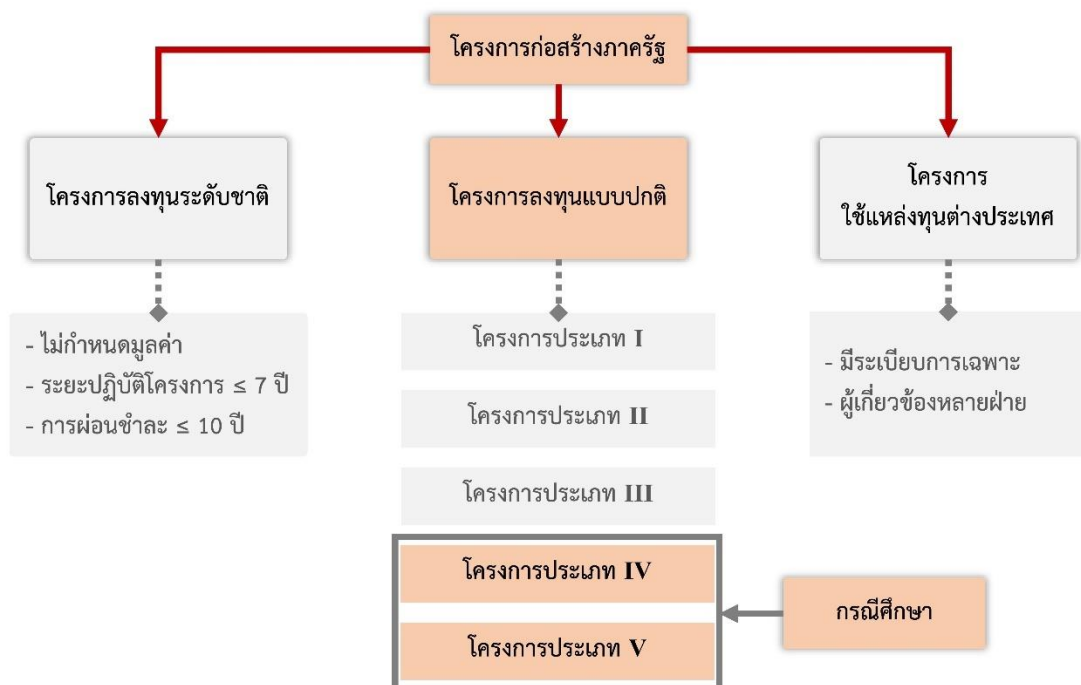 โครงการก่อสร้างภาครัฐ
โครงการลงทุนระดับชาติ
- ไม่กำหนดมูลค่า
- ระยะปฏิบัติโครงการ ≤ 7 ปี
- การผ่อนชำละ ≤ 10 ปี
โครงการลงทุนแบบปกติ
โครงการประเภท I
โครงการประเภท II
โครงการประเภท III
โครงการประเภท IV
โครงการประเภท V
กรณีศึกษา
โครงการ
ใช้แหล่งทุนต่างประเทศ
- มีระเบียบการเฉพาะ
- ผู้เกี่ยวข้องหลายฝ่าย